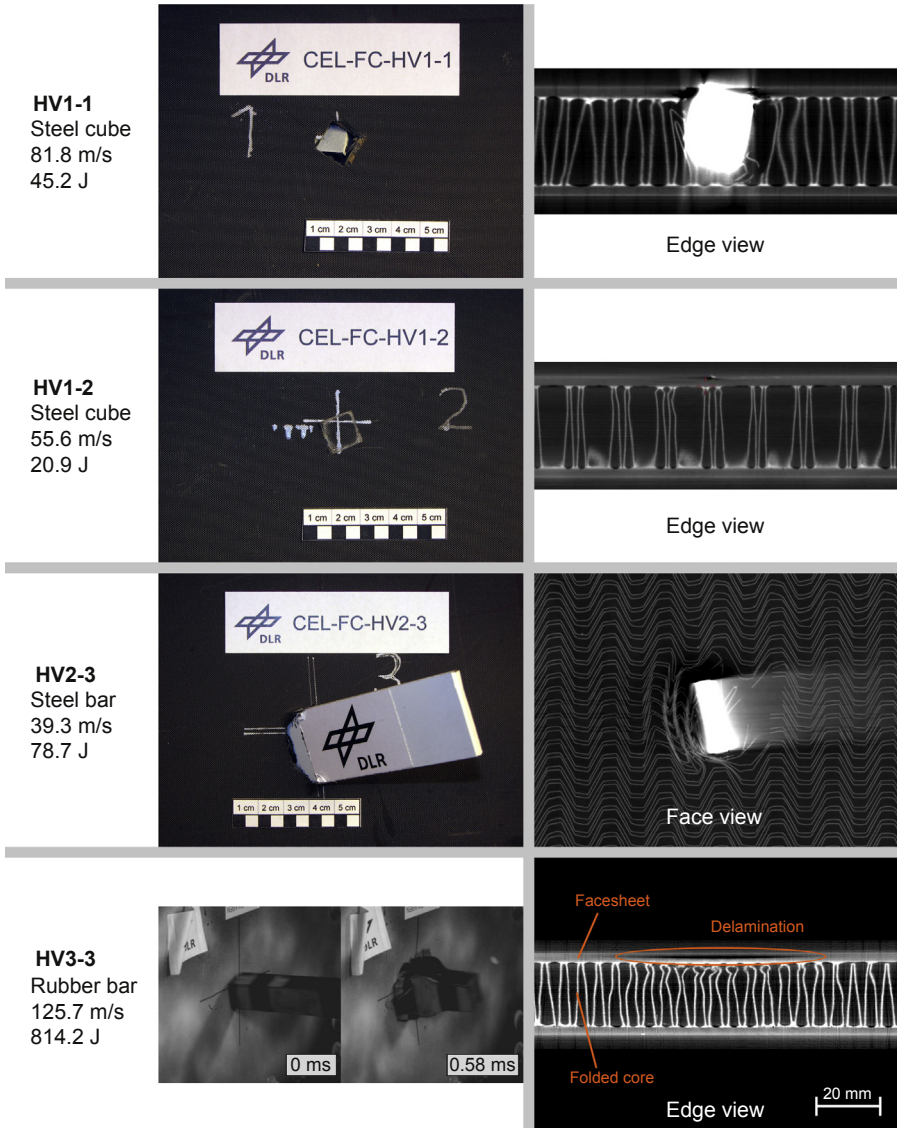 HV1-1
Steel cube
81.8 m/s
45.2 J
DLR
CEL-FC-HV1-1
1
1 cm 2 cm 3 cm 4 cm 5 cm
Edge view
HV1-2
Steel cube
55.6 m/s
20.9 J
DLR
CEL-FC-HV1-2
2
1 cm 2 cm 3 cm 4 cm 5 cm
Edge view
HV2-3
Steel bar
39.3 m/s
78.7 J
DLR
CEL-FC-HV2-3
3
DLR
1 cm 2 cm 3 cm 4 cm 5 cm
Face view
HV3-3
Rubber bar
125.7 m/s
814.2 J
DLR
0 ms
DLR
0.58 ms
Facesheet
Delamination
Folded core
20 mm
Edge view